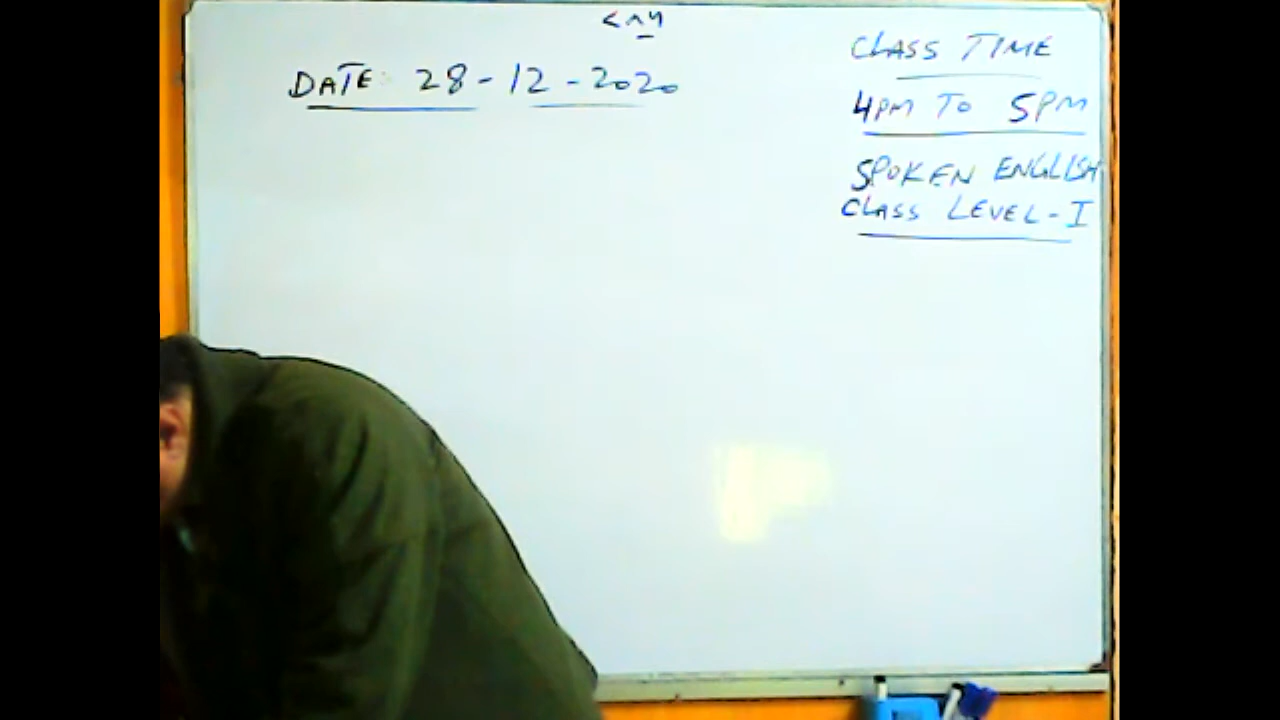 DATE: 28-12-2020
CLASS TIME
4PM TO 5PM
SPOKEN ENGLISH
CLASS LEVEL-I